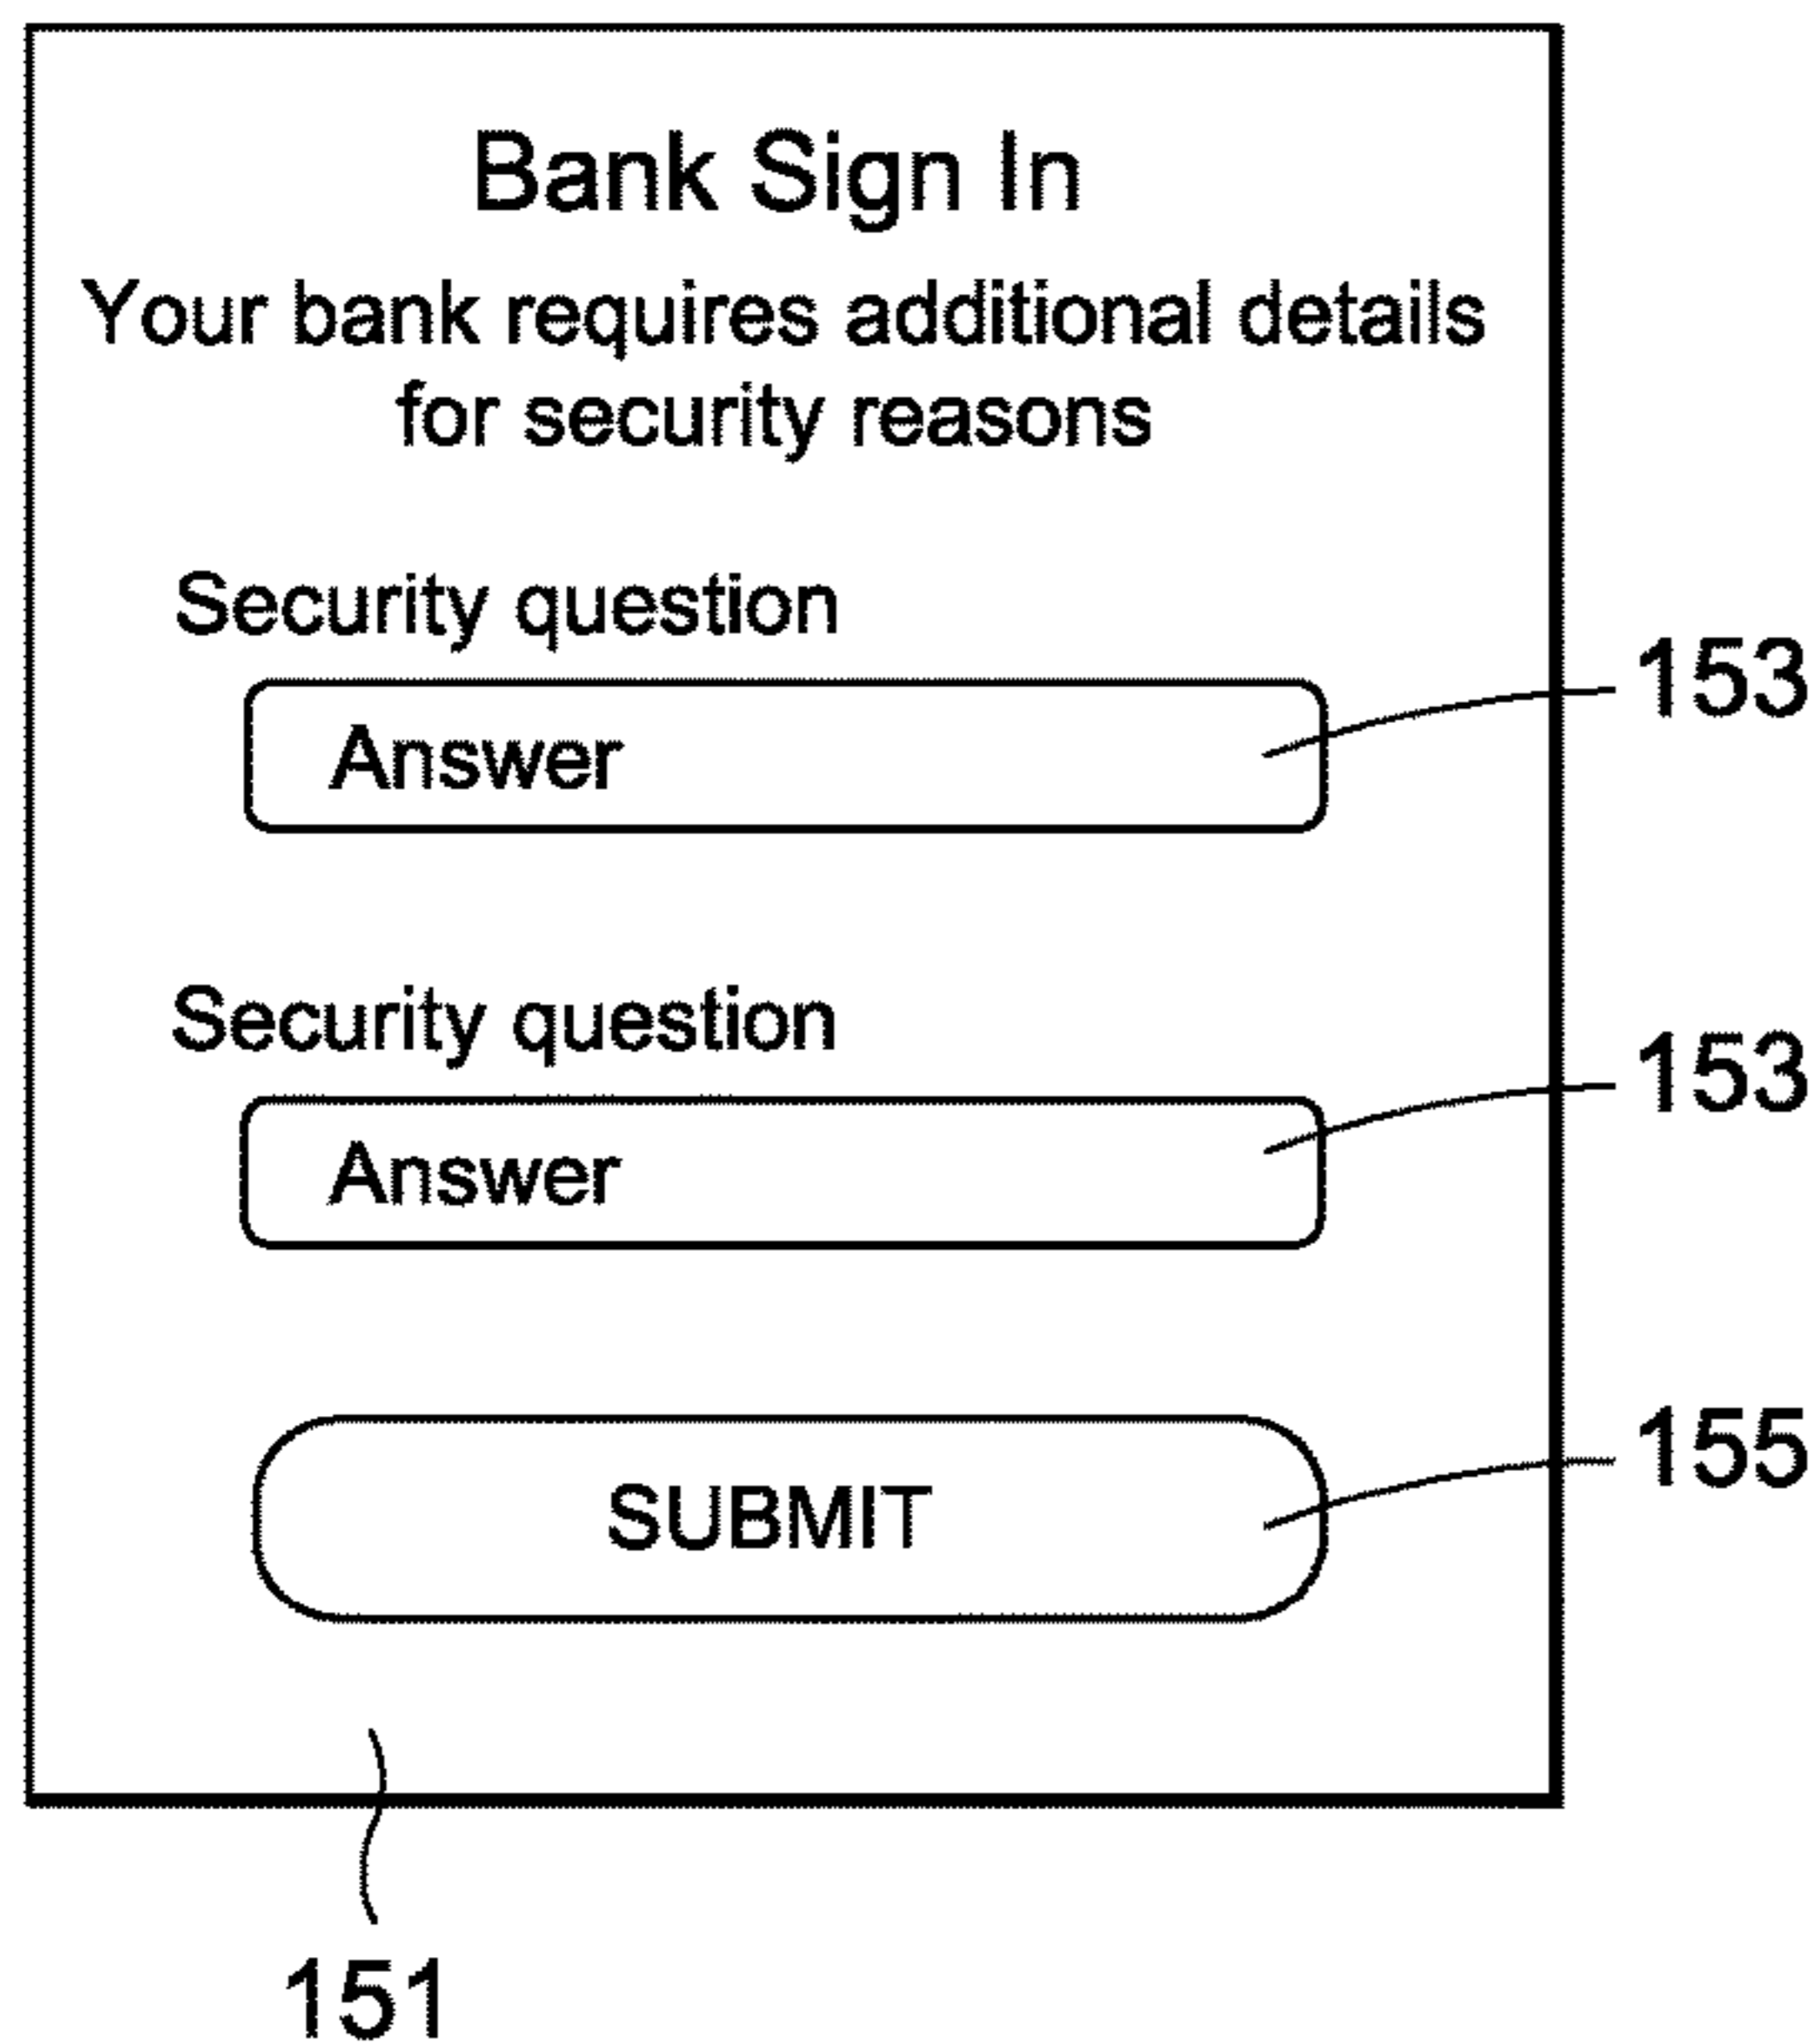 Bank Sign In
Your bank requires additional details
for security reasons
Security question
153
Answer
Security question
153
Answer
155
SUBMIT
151